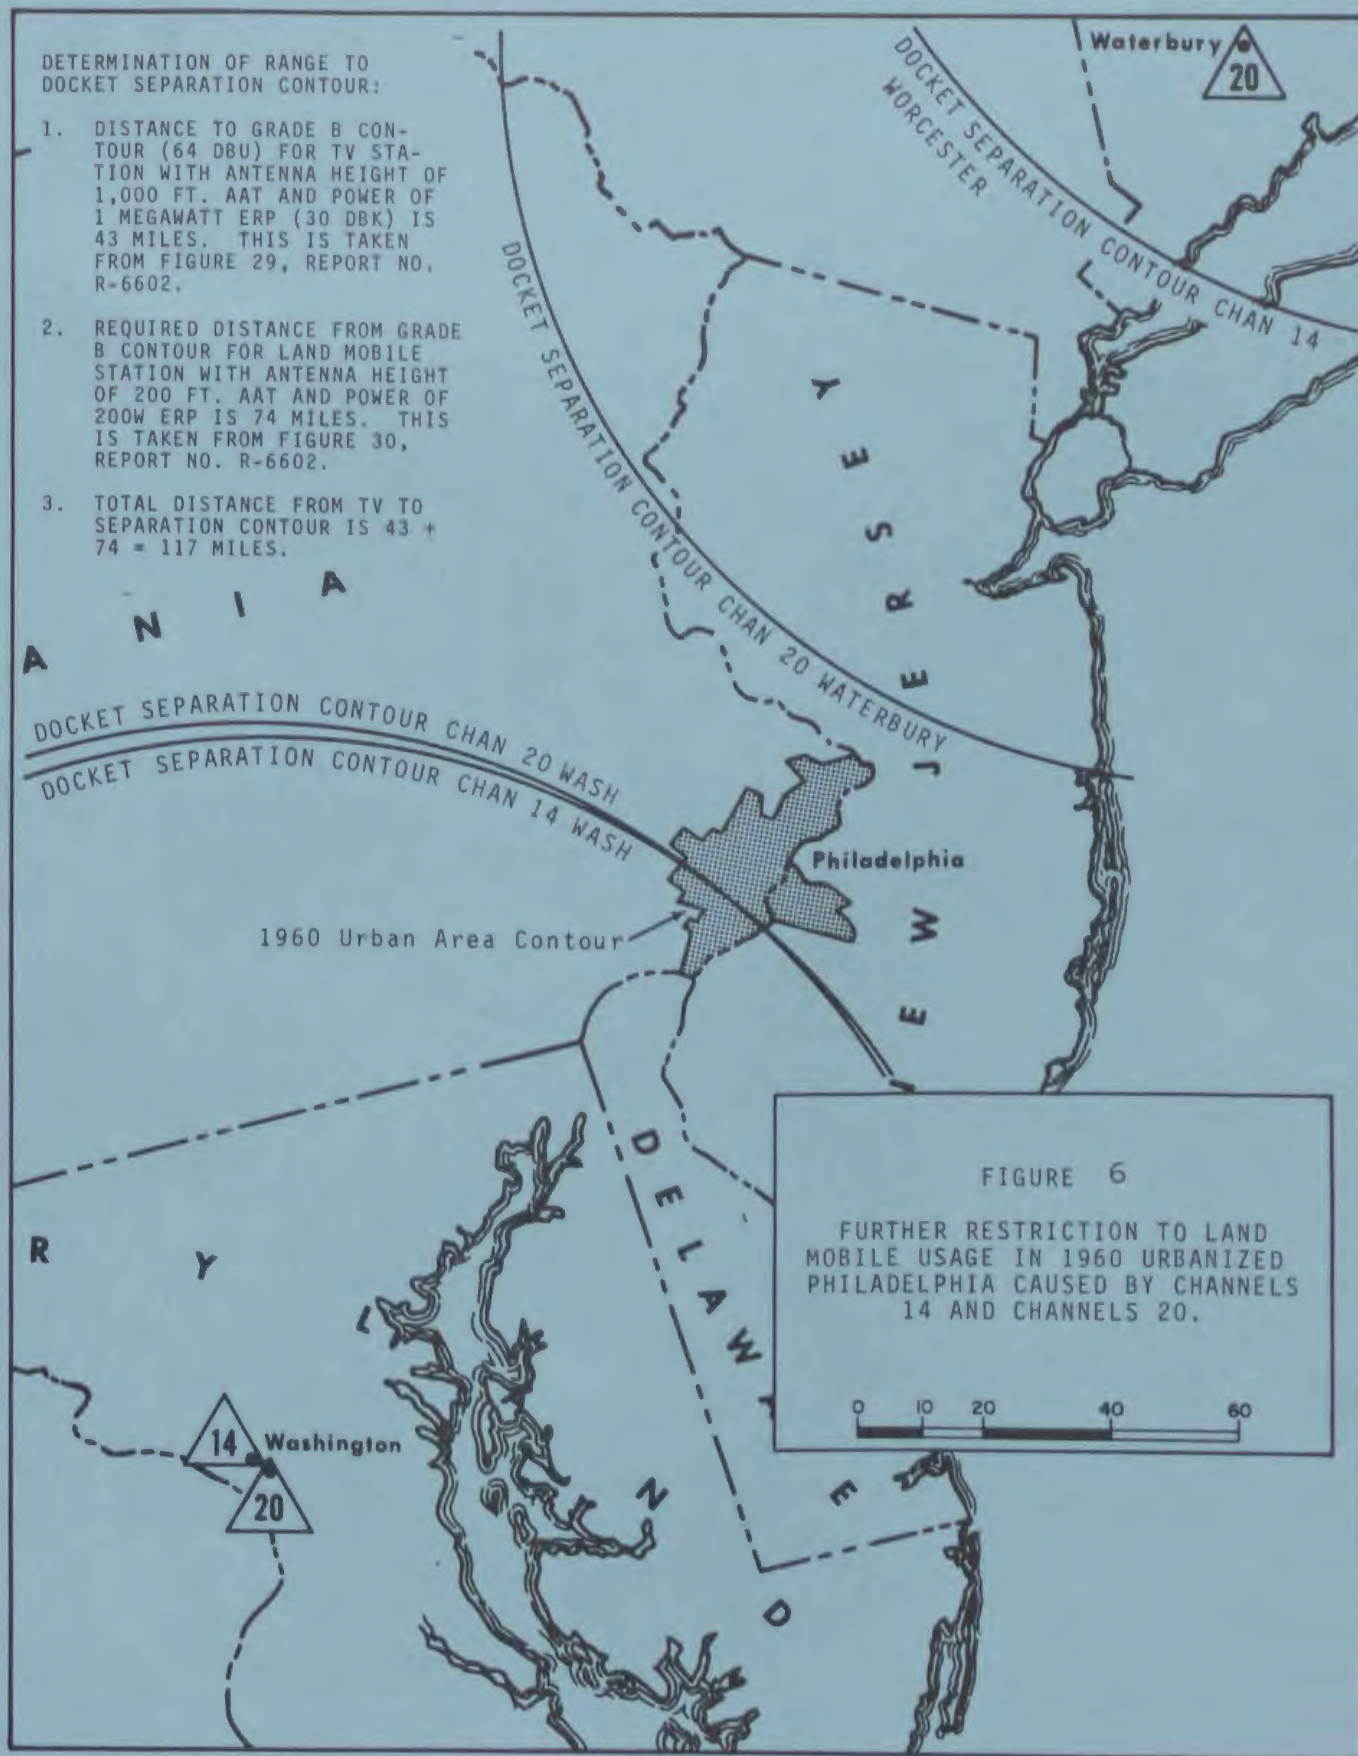 DETERMINATION OF RANGE TO
DOCKET SEPARATION CONTOUR:
1. DISTANCE TO GRADE B CON-
TOUR (64 DBU) FOR TV STA-
TION WITH ANTENNA HEIGHT OF
1,000 FT. AAT AND POWER OF
1 MEGAWATT ERP (30 DBK) IS
43 MILES. THIS IS TAKEN
FROM FIGURE 29, REPORT NO.
R-6602.
2. REQUIRED DISTANCE FROM GRADE
B CONTOUR FOR LAND MOBILE
STATION WITH ANTENNA HEIGHT
OF 200 FT. AAT AND POWER OF
200W ERP IS 74 MILES. THIS
IS TAKEN FROM FIGURE 30,
REPORT NO. R-6602.
3. TOTAL DISTANCE FROM TV TO
SEPARATION CONTOUR IS 43 +
74 = 117 MILES.
Waterbury
20
DOCKET SEPARATION CONTOUR CHAN 14
WORCESTER
DOCKET SEPARATION CONTOUR CHAN 20 WATERBURY
ANIA
EW JERSEY
DOCKET SEPARATION CONTOUR CHAN 20 WASH
DOCKET SEPARATION CONTOUR CHAN 14 WASH
Philadelphia
1960 Urban Area Contour
DELAW E
RYL ND
14
Washington
20
FIGURE 6
FURTHER RESTRICTION TO LAND
MOBILE USAGE IN 1960 URBANIZED
PHILADELPHIA CAUSED BY CHANNELS
14 AND CHANNELS 20.
0 10 20 40 60